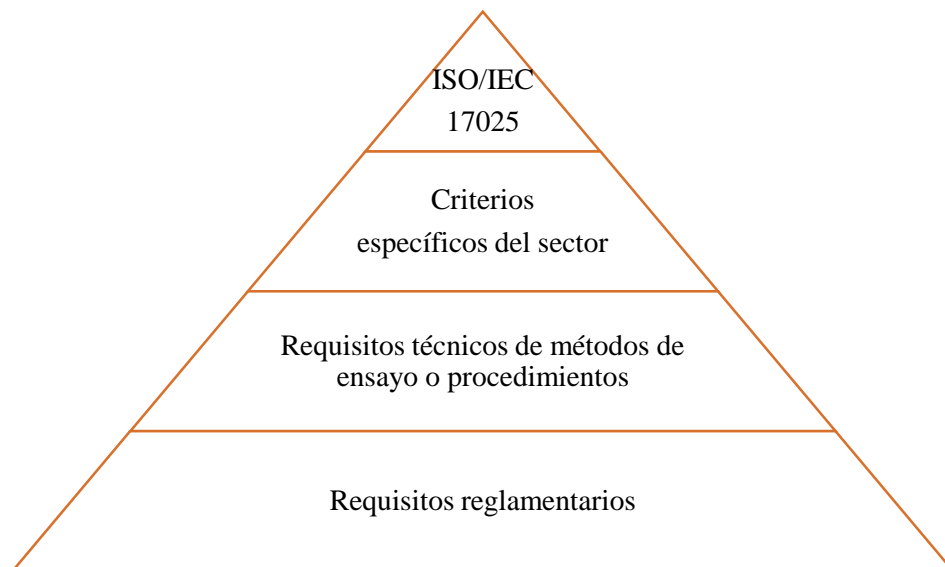 ISO/IEC
17025
Criterios
específicos del sector
Requisitos técnicos de métodos de
ensayo o procedimientos
Requisitos reglamentarios